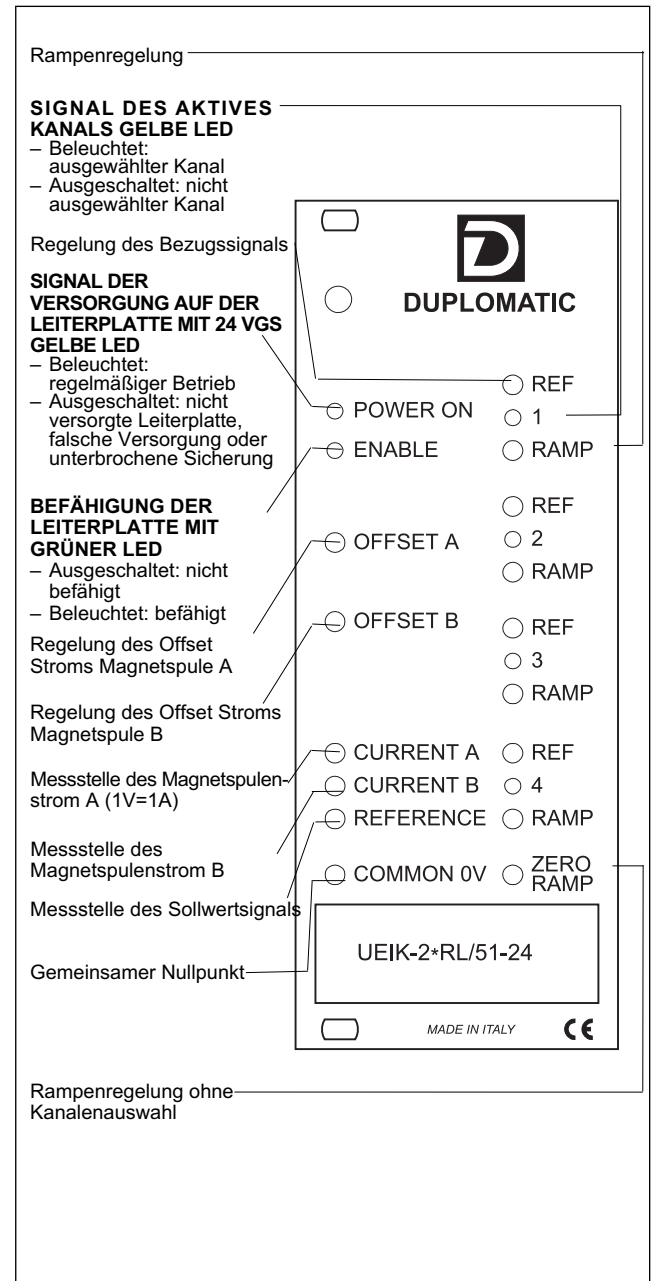 Rampenregelung
SIGNAL DES AKTIVES
KANALS GELBE LED
– Beleuchtet:
ausgewählter Kanal
– Ausgeschaltet: nicht
ausgewählter Kanal
Regelung des Bezugssignals
SIGNAL DER
VERSORGUNG AUF DER
LEITERPLATTE MIT 24 VGS
GELBE LED
– Beleuchtet:
regelmäßiger Betrieb
– Ausgeschaltet: nicht
versorgte Leiterplatte,
falsche Versorgung oder
unterbrochene Sicherung
BEFÄHIGUNG DER
LEITERPLATTE MIT
GRÜNER LED
– Ausgeschaltet: nicht
befähigt
– Beleuchtet: befähigt
Regelung des Offset
Stroms Magnetspule A
Regelung des Offset Stroms
Magnetspule B
Messstelle des Magnetspulen-
strom A (1V=1A)
Messstelle des
Magnetspulenstrom B
Messstelle des Sollwertsignals
Gemeinsamer Nullpunkt
Rampenregelung ohne
Kanalenauswahl
D
DUPLOMATIC
POWER ON
ENABLE
OFFSET A
OFFSET B
CURRENT A
CURRENT B
REFERENCE
COMMON 0V
REF
1
RAMP
REF
2
RAMP
REF
3
RAMP
REF
4
RAMP
ZERO
RAMP
UEIK-2*RL/51-24
MADE IN ITALY
CE